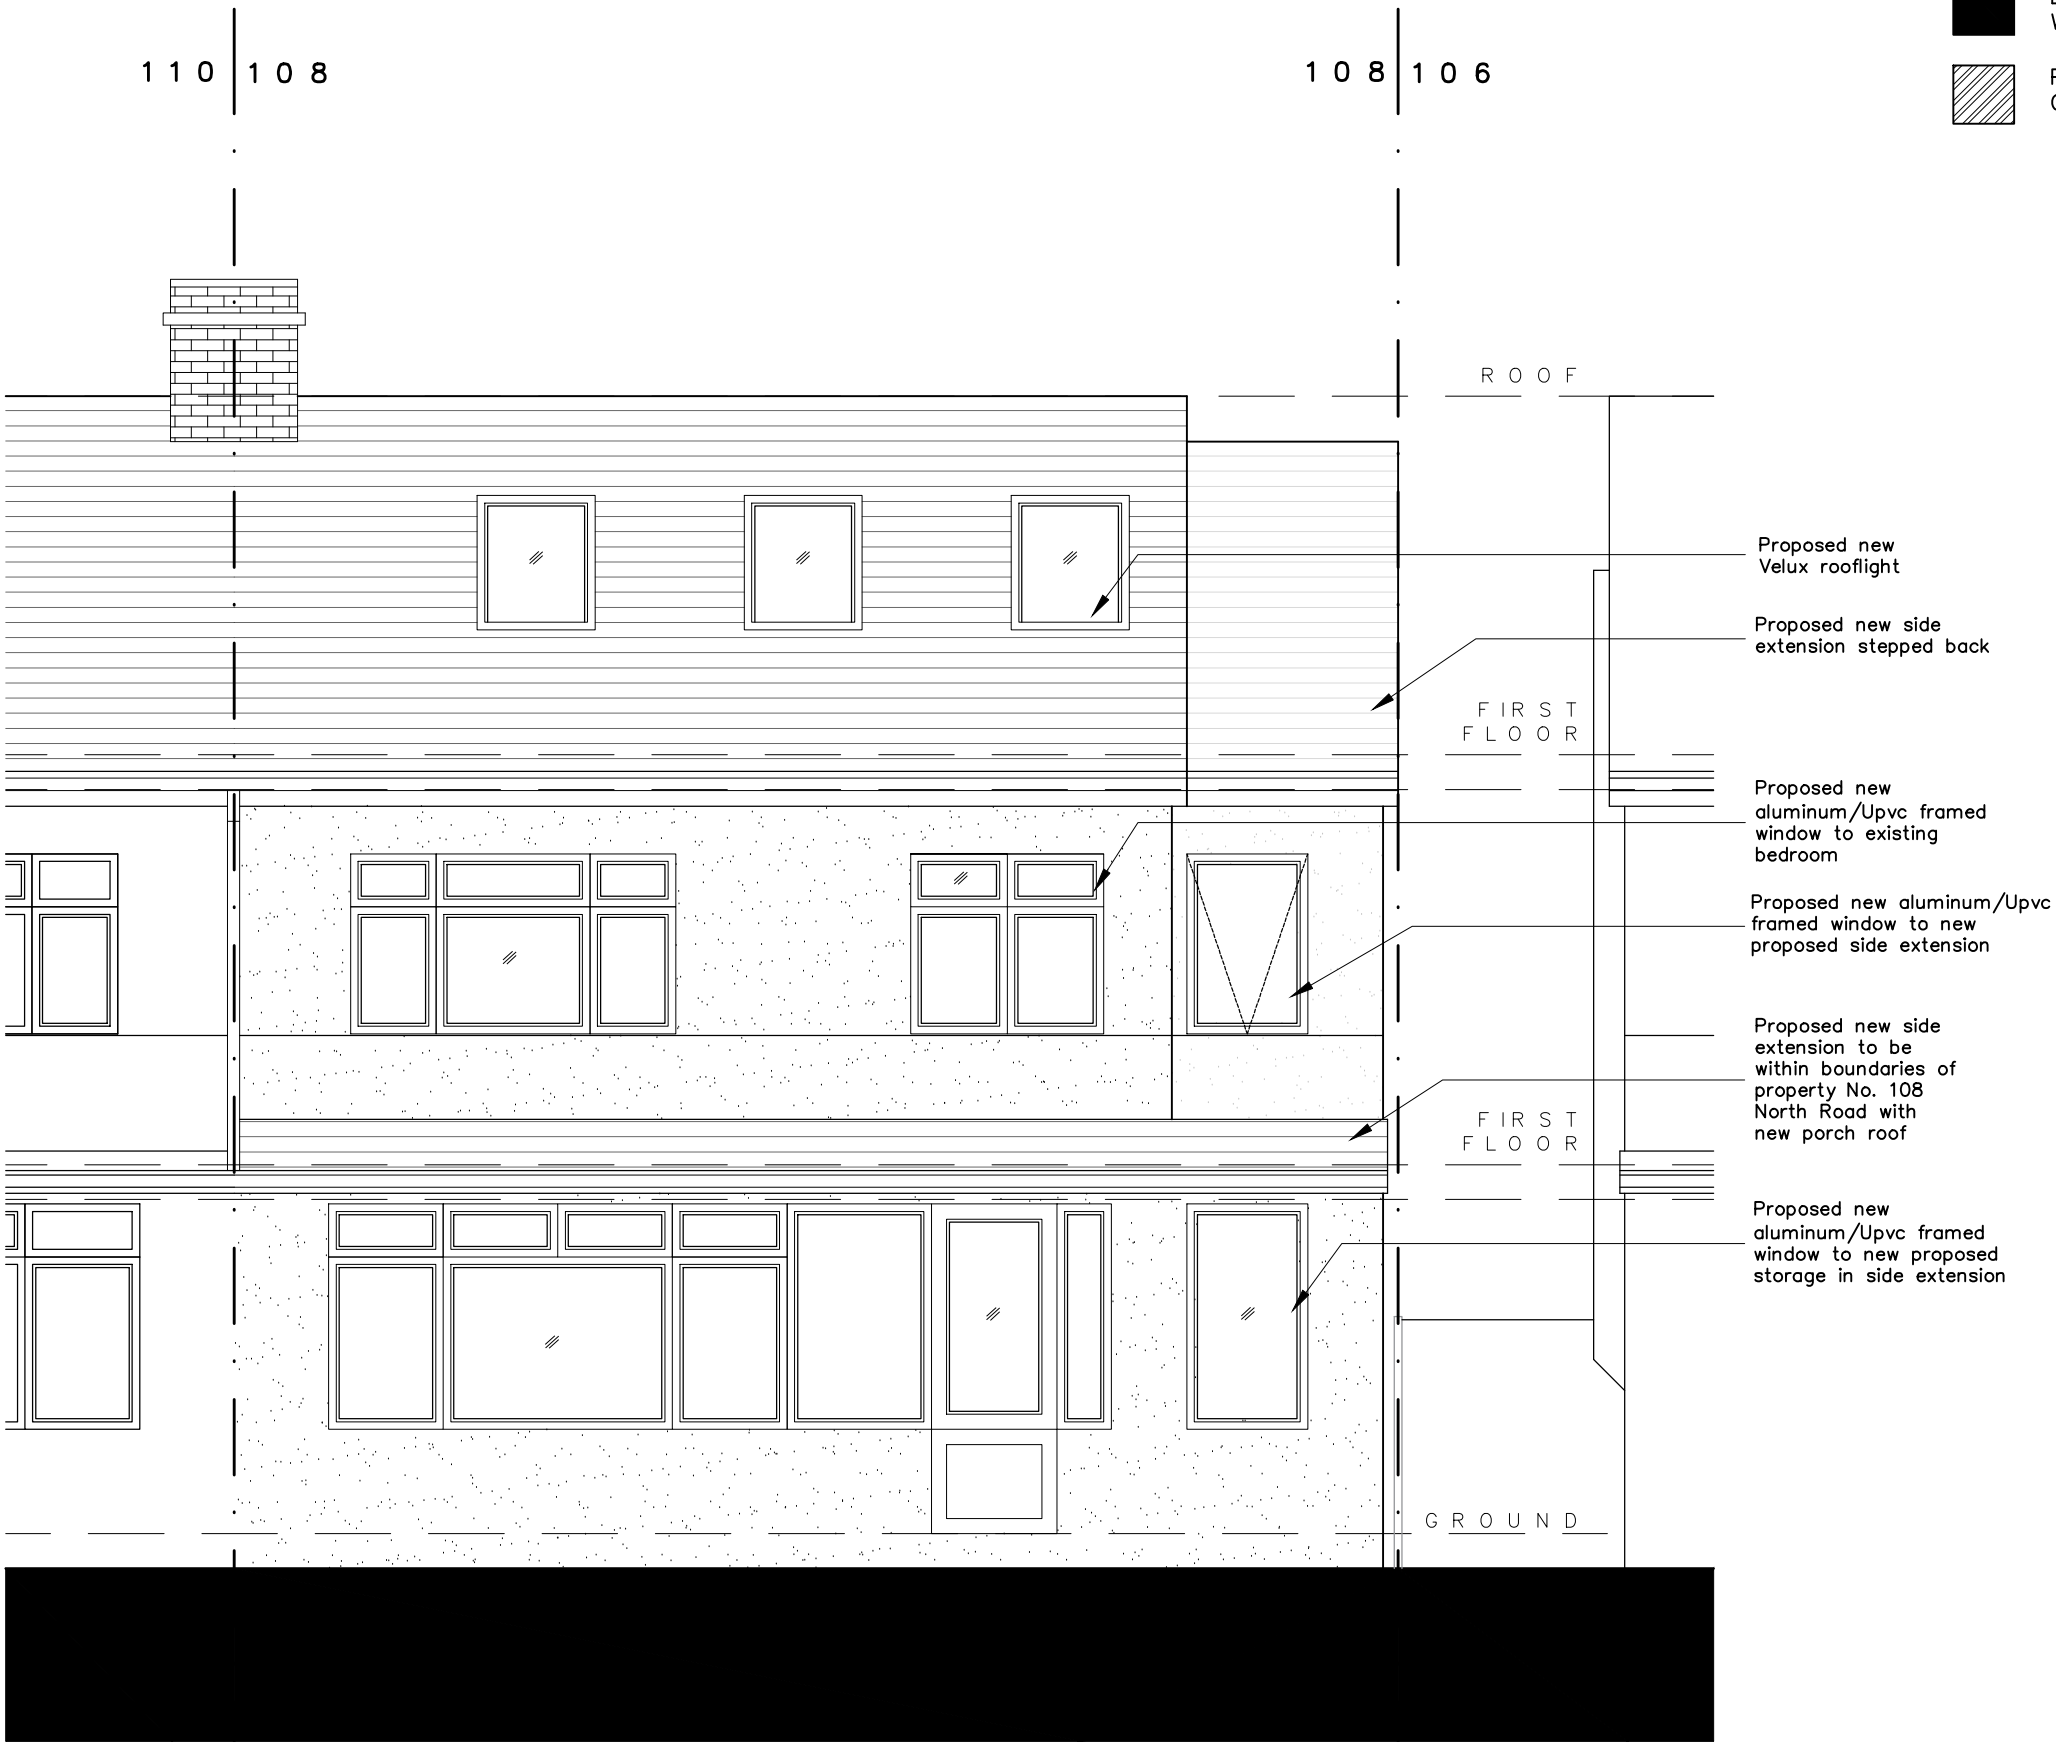 110 108
108 106
ROOF
Proposed new
Velux rooflight
Proposed new side
extension stepped back
FIRST
FLOOR
Proposed new
aluminum/Upvc framed
window to existing
bedroom
Proposed new aluminum/Upvc
framed window to new
proposed side extension
Proposed new side
extension to be
within boundaries of
property No. 108
North Road with
new porch roof
FIRST
FLOOR
Proposed new
aluminum/Upvc framed
window to new proposed
storage in side extension
GROUND